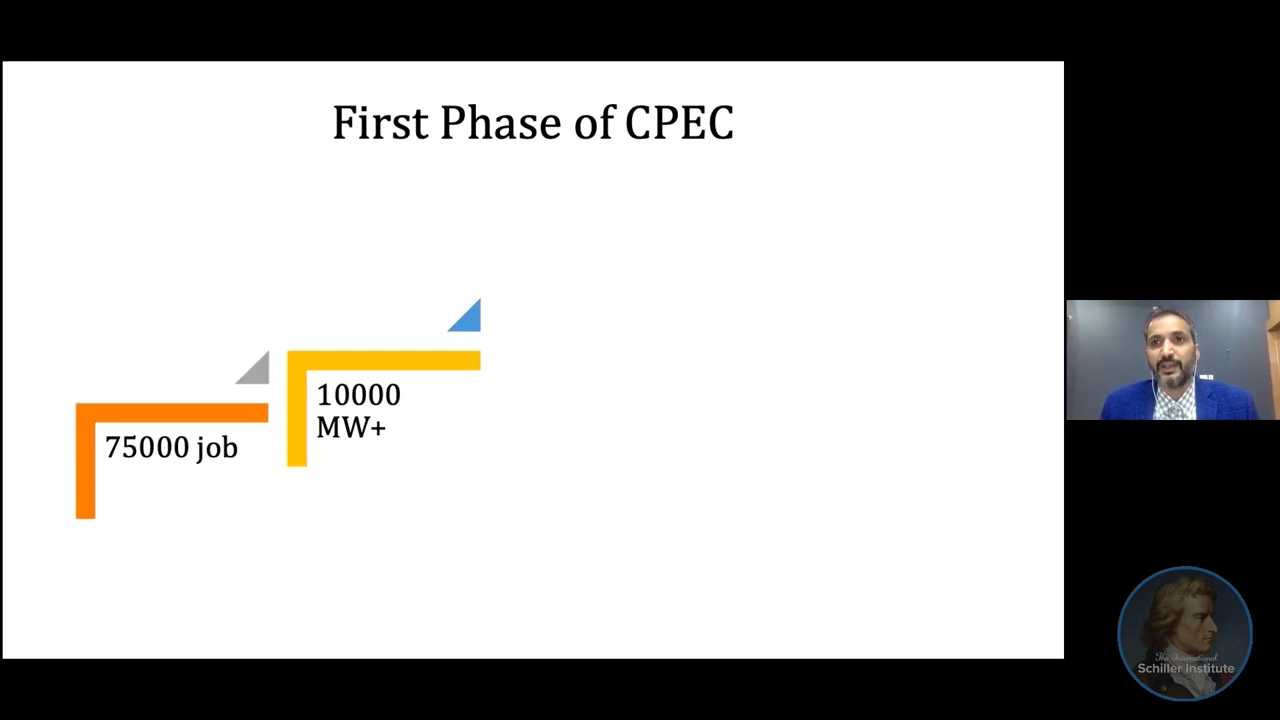 First Phase of CPEC
75000 job
10000
MW+
The International
Schiller Institute